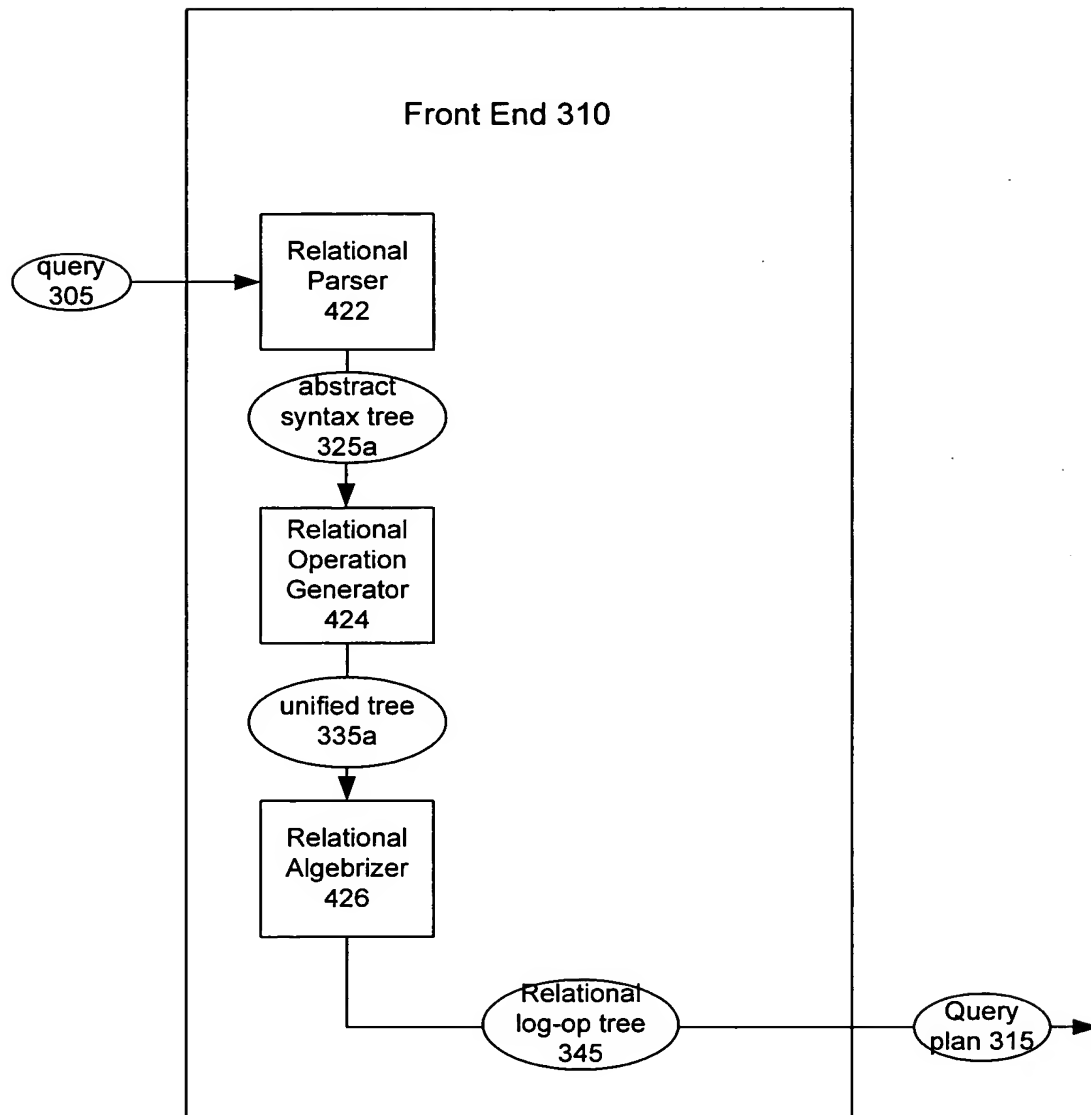 Front End 310
query
305
Relational
Parser
422
abstract
syntax tree
325a
Relational
Operation
Generator
424
unified tree
335a
Relational
Algebrizer
426
Relational
log-op tree
345
Query
plan 315